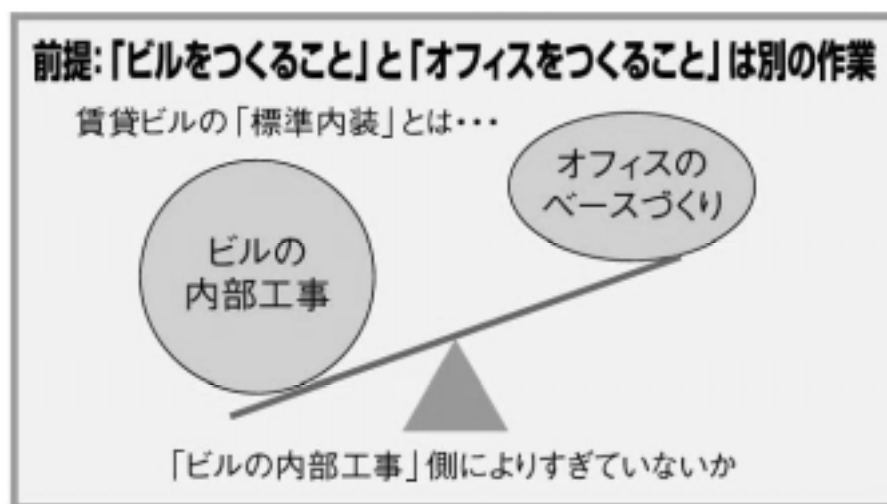 前提:「ビルをつくること」と「オフィスをつくること」は別の作業
賃貸ビルの「標準内装」とは・・・
オフィスの
ベースづくり
ビルの
内部工事
「ビルの内部工事」側によりすぎていないか